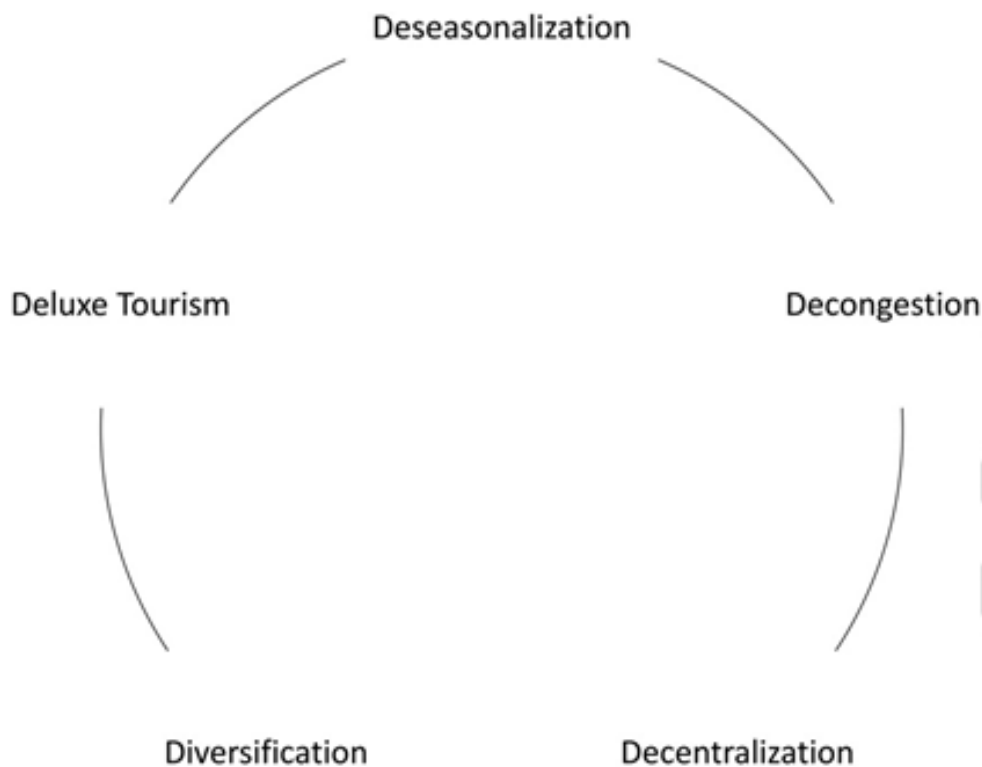 Deseasonalization
Deluxe Tourism
Decongestion
Diversification
Decentralization